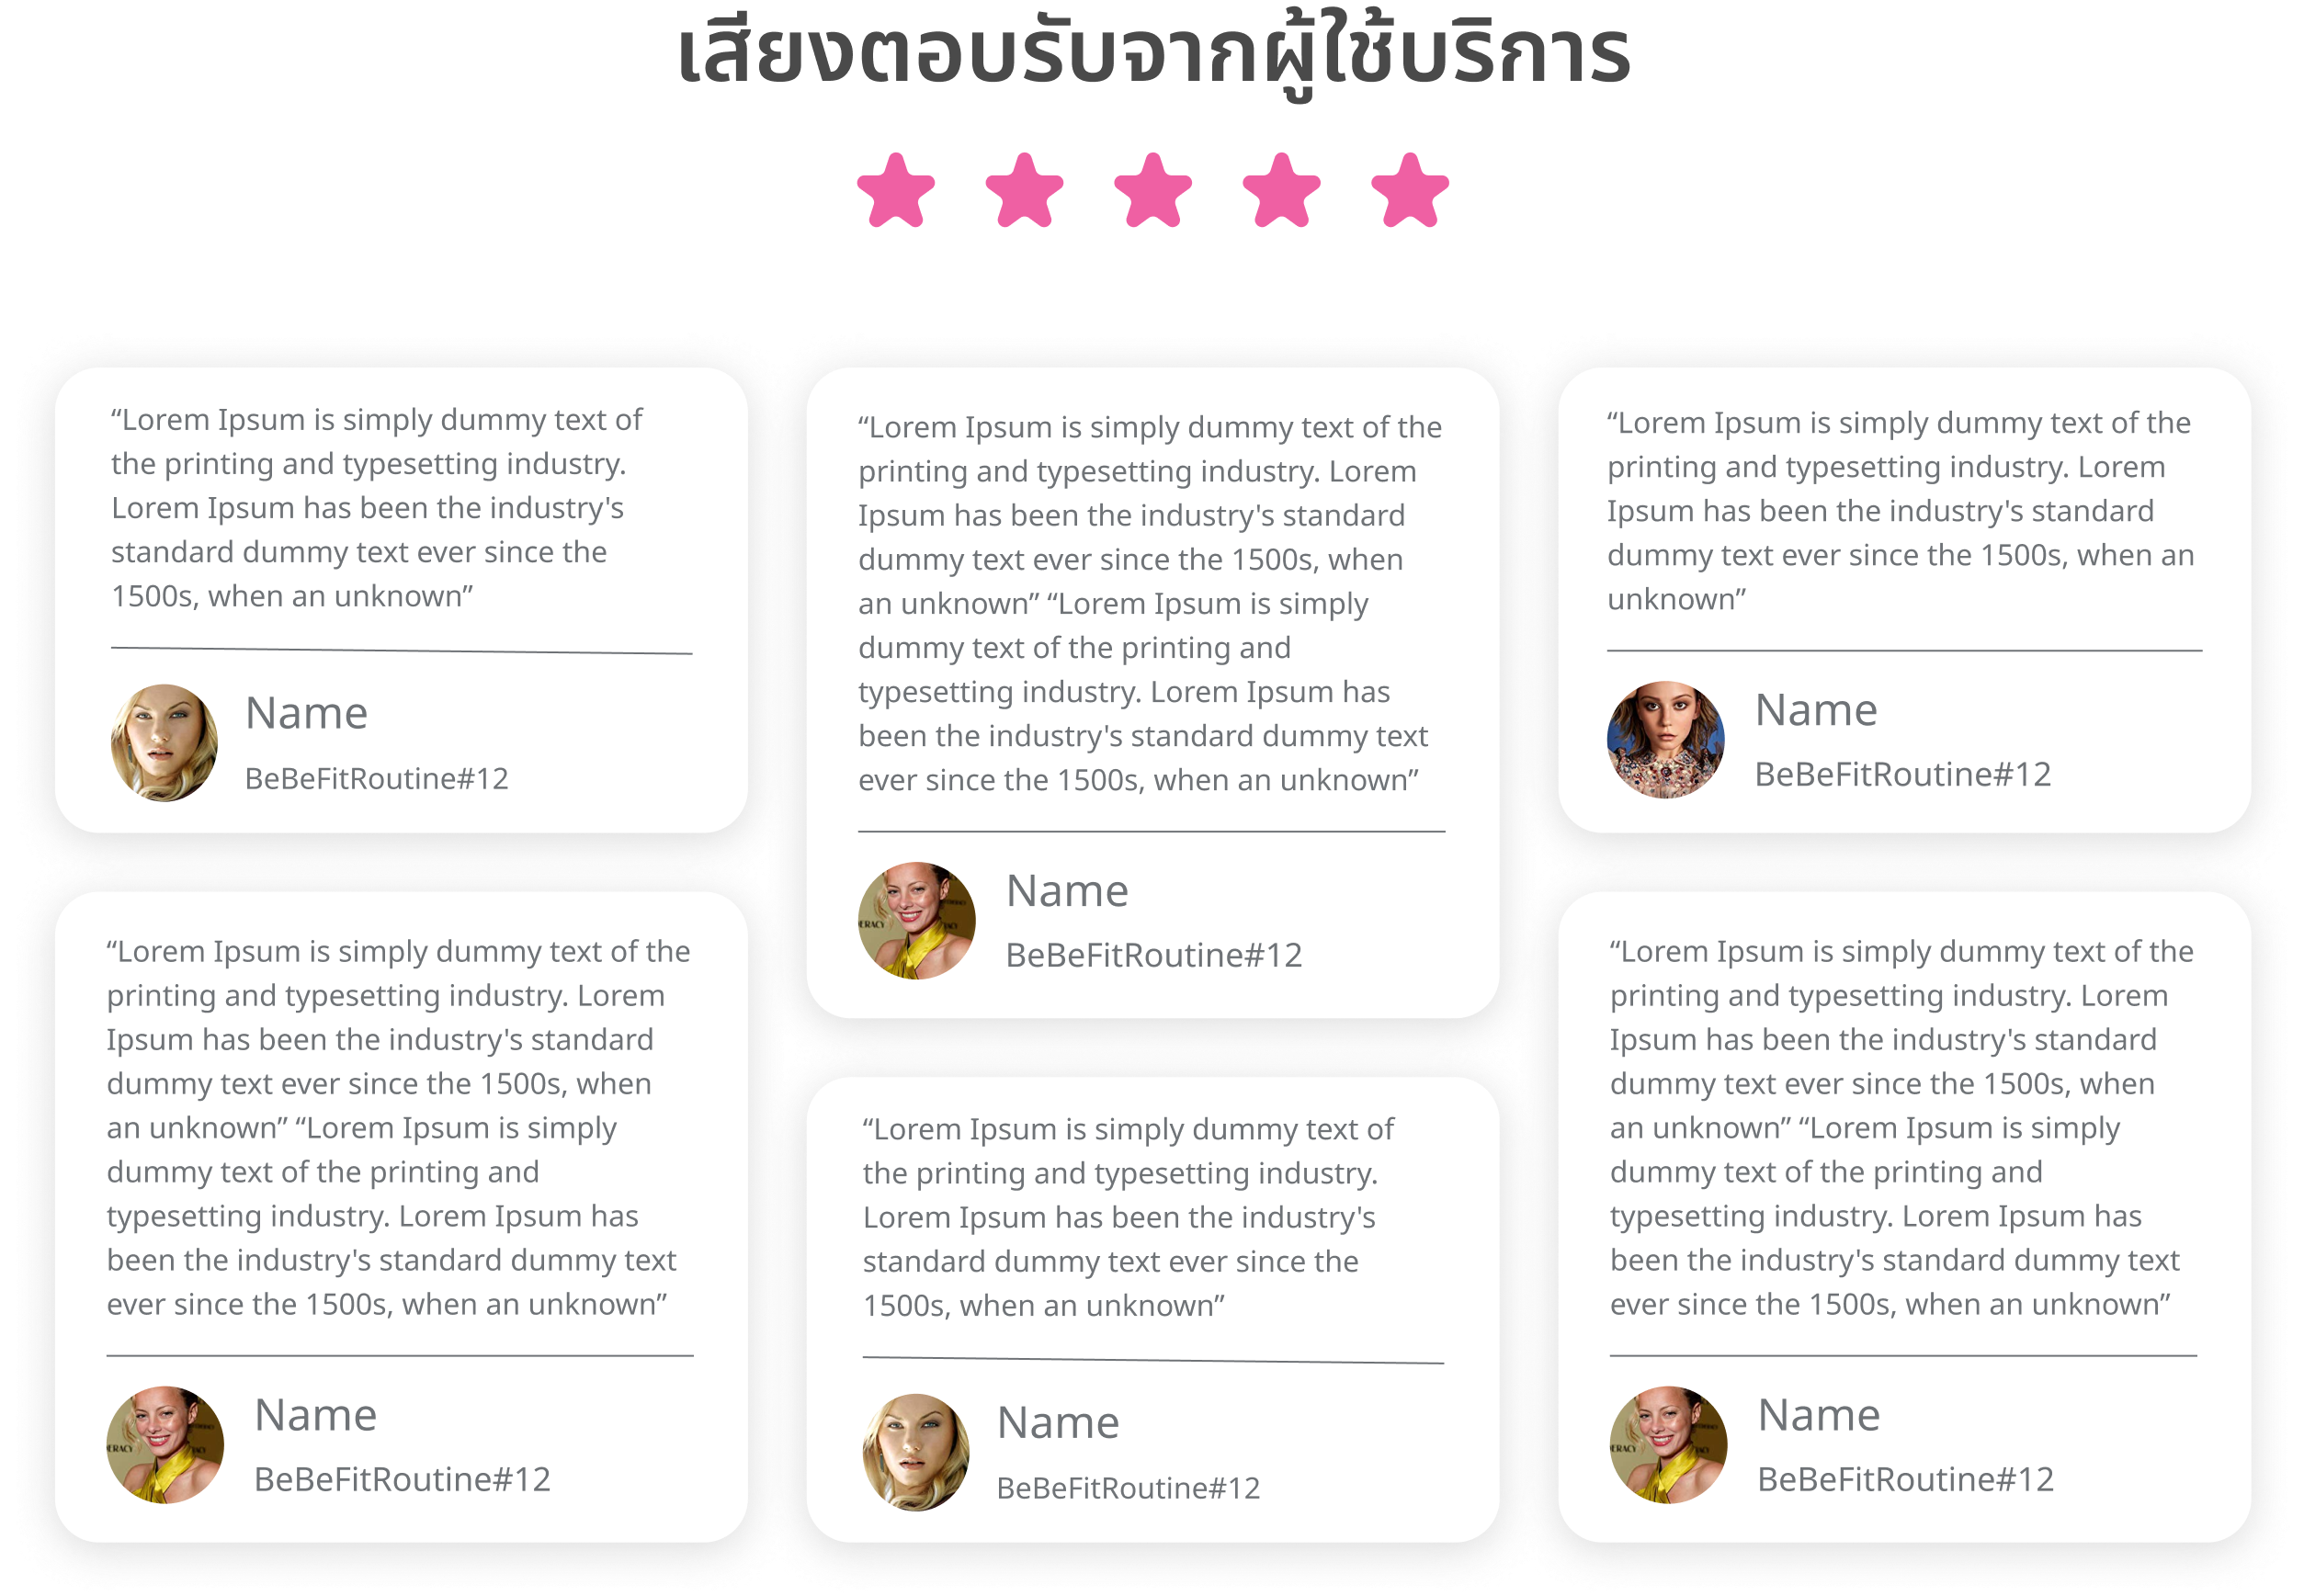 เสียงตอบรับจากผู้ใช้บริการ
“Lorem Ipsum is simply dummy text of
the printing and typesetting industry.
Lorem Ipsum has been the industry's
standard dummy text ever since the
1500s, when an unknown”
Name
BeBeFitRoutine#12
“Lorem Ipsum is simply dummy text of the
printing and typesetting industry. Lorem
Ipsum has been the industry's standard
dummy text ever since the 1500s, when
an unknown” “Lorem Ipsum is simply
dummy text of the printing and
typesetting industry. Lorem Ipsum has
been the industry's standard dummy text
ever since the 1500s, when an unknown”
ERACY
Name
BeBeFitRoutine#12
“Lorem Ipsum is simply dummy text of the
printing and typesetting industry. Lorem
Ipsum has been the industry's standard
dummy text ever since the 1500s, when an
unknown”
Name
BeBeFitRoutine#12
“Lorem Ipsum is simply dummy text of the
printing and typesetting industry. Lorem
Ipsum has been the industry's standard
dummy text ever since the 1500s, when
an unknown” “Lorem Ipsum is simply
dummy text of the printing and
typesetting industry. Lorem Ipsum has
been the industry's standard dummy text
ever since the 1500s, when an unknown”
ERACY
Name
BeBeFitRoutine#12
“Lorem Ipsum is simply dummy text of
the printing and typesetting industry.
Lorem Ipsum has been the industry's
standard dummy text ever since the
1500s, when an unknown”
Name
BeBeFitRoutine#12
“Lorem Ipsum is simply dummy text of the
printing and typesetting industry. Lorem
Ipsum has been the industry's standard
dummy text ever since the 1500s, when
an unknown” “Lorem Ipsum is simply
dummy text of the printing and
typesetting industry. Lorem Ipsum has
been the industry's standard dummy text
ever since the 1500s, when an unknown”
ERACY
Name
BeBeFitRoutine#12